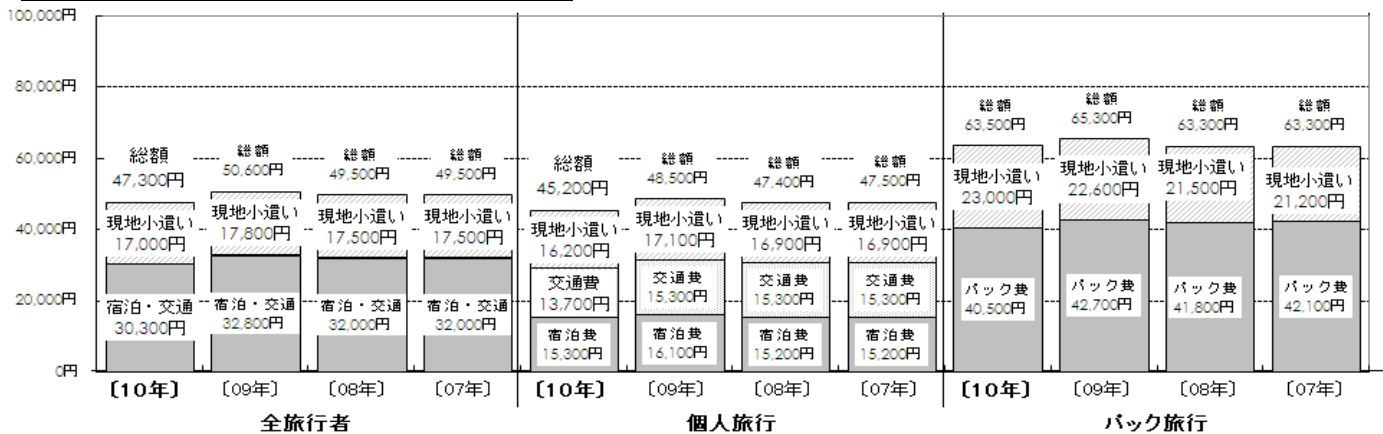 100,000円
80,000円
60,000円
40,000円
20,000円
0円
総額
47,300円
現地小遣い
17,000円
宿泊・交通
30,300円
〔10年〕
総額
50,600円
現地小遣い
17,800円
宿泊・交通
32,800円
〔09年〕
総額
49,500円
現地小遣い
17,500円
宿泊・交通
32,000円
〔08年〕
総額
49,500円
現地小遣い
17,500円
宿泊・交通
32,000円
〔07年〕
全旅行者
総額
45,200円
現地小遣い
16,200円
交通費
13,700円
宿泊費
15,300円
〔10年〕
総額
48,500円
現地小遣い
17,100円
交通費
15,300円
宿泊費
16,100円
〔09年〕
総額
47,400円
現地小遣い
16,900円
交通費
15,300円
宿泊費
15,200円
〔08年〕
総額
47,500円
現地小遣い
16,900円
交通費
15,300円
宿泊費
15,200円
〔07年〕
個人旅行
総額
63,500円
現地小遣い
23,000円
パック費
40,500円
〔10年〕
総額
65,300円
現地小遣い
22,600円
パック費
42,700円
〔09年〕
総額
63,300円
現地小遣い
21,500円
パック費
41,800円
〔08年〕
総額
63,300円
現地小遣い
21,200円
パック費
42,100円
〔07年〕
パック旅行